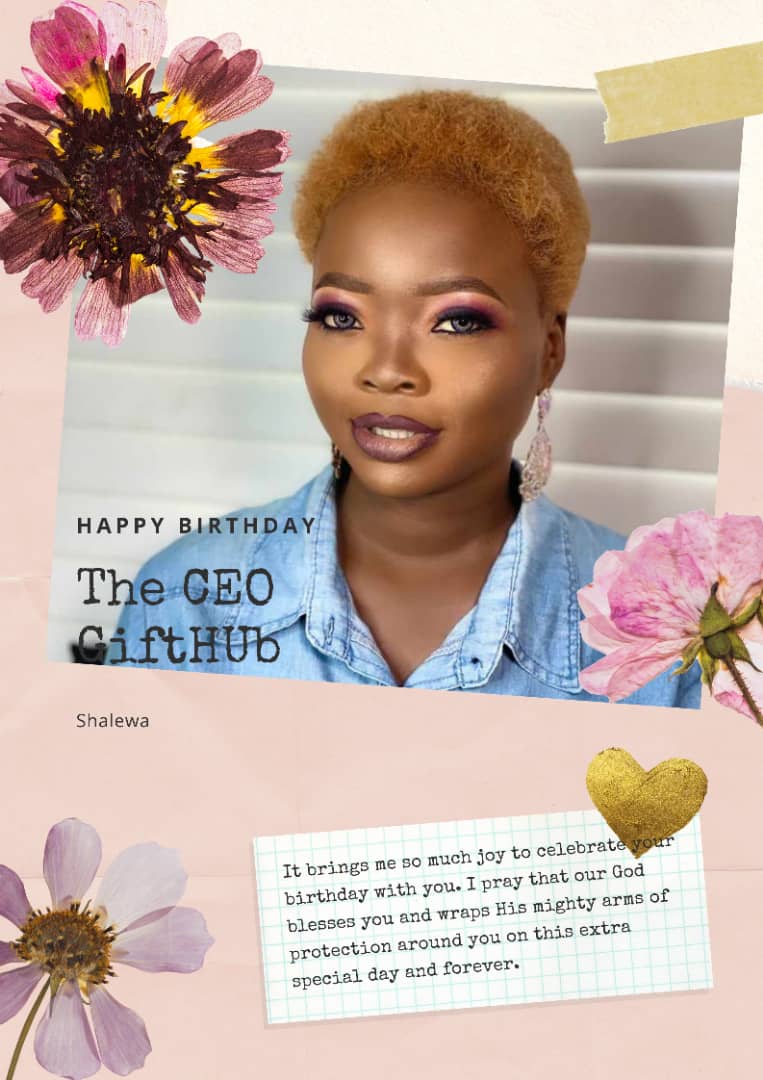 HAPPY BIRTHDAY
The CEO
GiftHUb
Shalewa
It brings me so much joy to celebrate your
birthday with you. I pray that our God
blesses you and wraps His mighty arms of
protection around you on this extra
special day and forever.